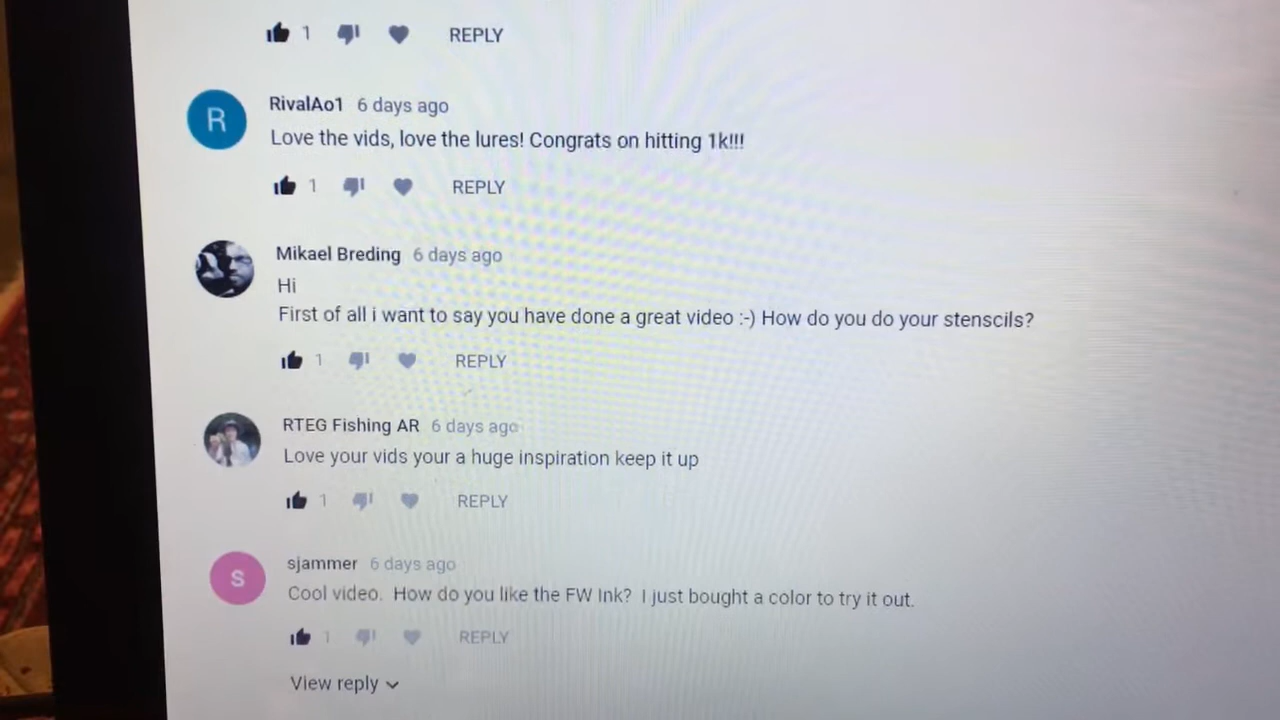 1 REPLY
R
RivalAo1 6 days ago
Love the vids, love the lures! Congrats on hitting 1k!!!
1 REPLY
Mikael Breding 6 days ago
Hi
First of all i want to say you have done a great video :-) How do you do your stenscils?
1 REPLY
RTEG Fishing AR 6 days ago
Love your vids your a huge inspiration keep it up
1 REPLY
S
sjammer 6 days ago
Cool video. How do you like the FW Ink? I just bought a color to try it out.
1 REPLY
View reply